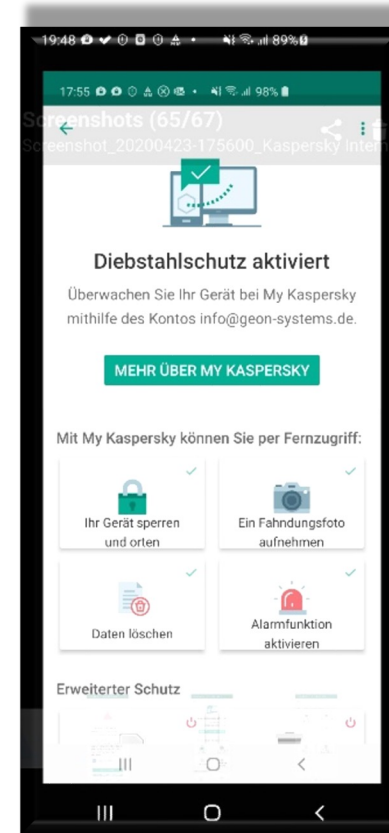 19:48
89%
17:55
98%
Screenshots (65/67)
Screenshot_20200423-175600_Kaspersky Intern
Diebstahlschutz aktiviert
Überwachen Sie Ihr Gerät bei My Kaspersky
mithilfe des Kontos info@geon-systems.de.
MEHR ÜBER MY KASPERSKY
Mit My Kaspersky können Sie per Fernzugriff:
Ihr Gerät sperren
und orten
Ein Fahndungsfoto
aufnehmen
Daten löschen
Alarmfunktion
aktivieren
Erweiterter Schutz